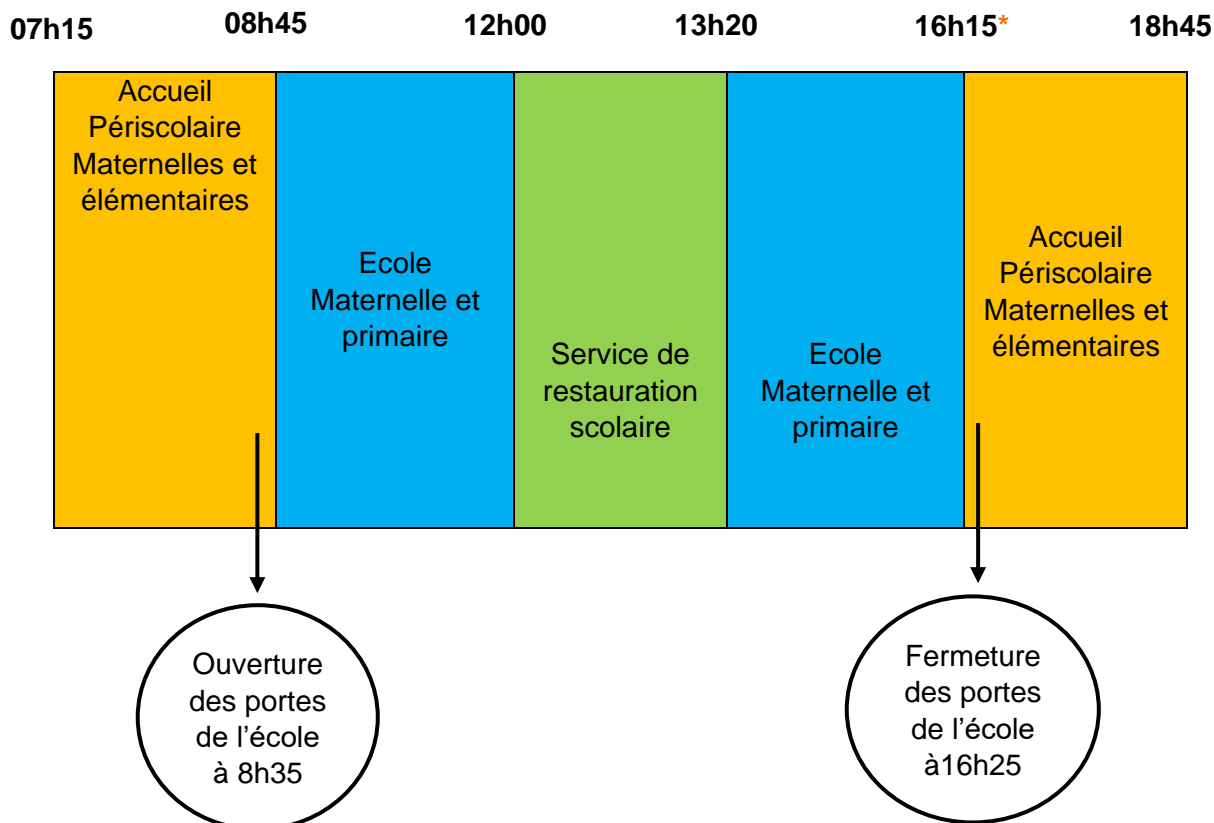 07h15
08h45
12h00
13h20
16h15*
18h45
Accueil
Périscolaire
Maternelles et
élémentaires
Ecole
Maternelle et
primaire
Service de
restauration
scolaire
Ecole
Maternelle et
primaire
Accueil
Périscolaire
Maternelles et
élémentaires
Ouverture
des portes
de l’école
à 8h35
Fermeture
des portes
de l’école
à16h25